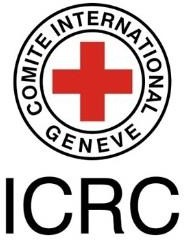 COMITE INTERNATIONAL
GENEVE
ICRC